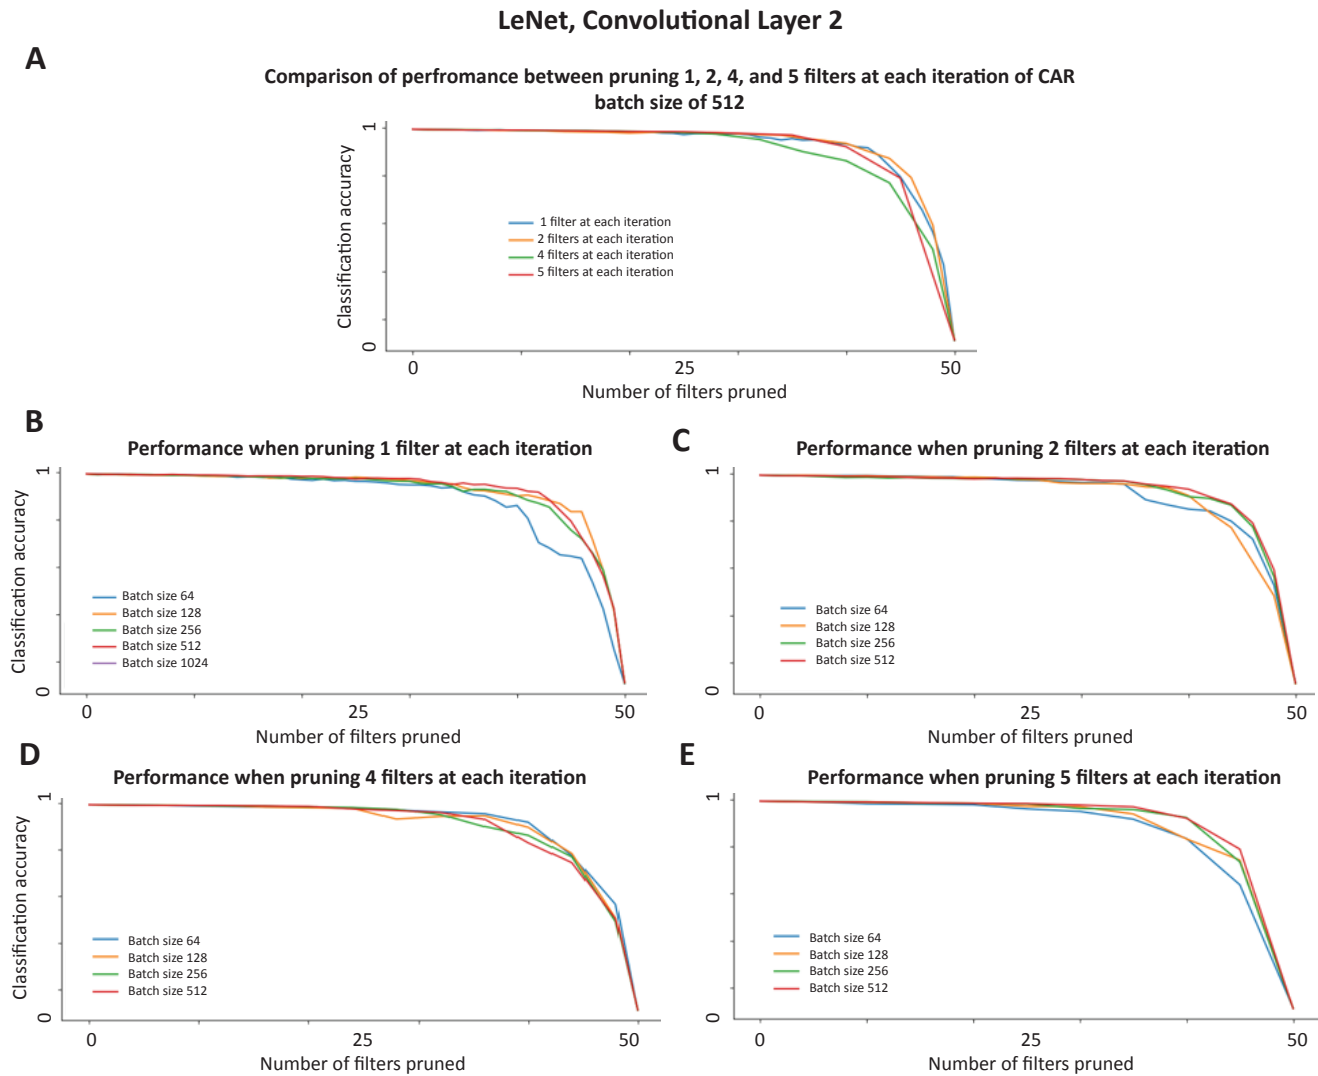 LeNet, Convolutional Layer 2
A
Comparison of perfromance between pruning 1, 2, 4, and 5 filters at each iteration of CAR
batch size of 512
Classification accuracy
1
0
1 filter at each iteration
2 filters at each iteration
4 filters at each iteration
5 filters at each iteration
0
25
50
Number of filters pruned
B
Performance when pruning 1 filter at each iteration
Classification accuracy
1
0
Batch size 64
Batch size 128
Batch size 256
Batch size 512
Batch size 1024
0
25
50
Number of filters pruned
C
Performance when pruning 2 filters at each iteration
1
0
Batch size 64
Batch size 128
Batch size 256
Batch size 512
0
25
50
Number of filters pruned
D
Performance when pruning 4 filters at each iteration
Classification accuracy
1
0
Batch size 64
Batch size 128
Batch size 256
Batch size 512
0
25
50
Number of filters pruned
E
Performance when pruning 5 filters at each iteration
1
0
Batch size 64
Batch size 128
Batch size 256
Batch size 512
0
25
50
Number of filters pruned